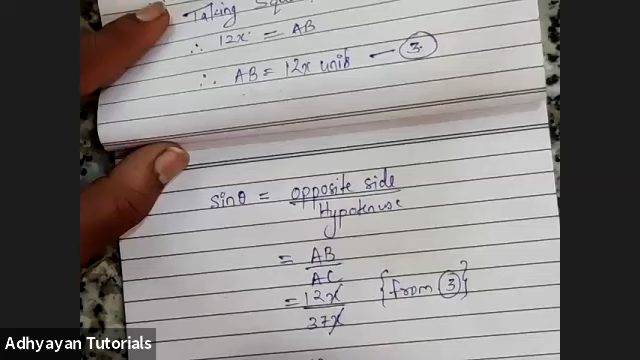 Taking Squ
∴ 12x = AB
∴ AB = 12x unit — ③
sinθ = opposite side / Hypotenuse
= AB / AC
= 12x / 37x {from ③}
Adhyayan Tutorials